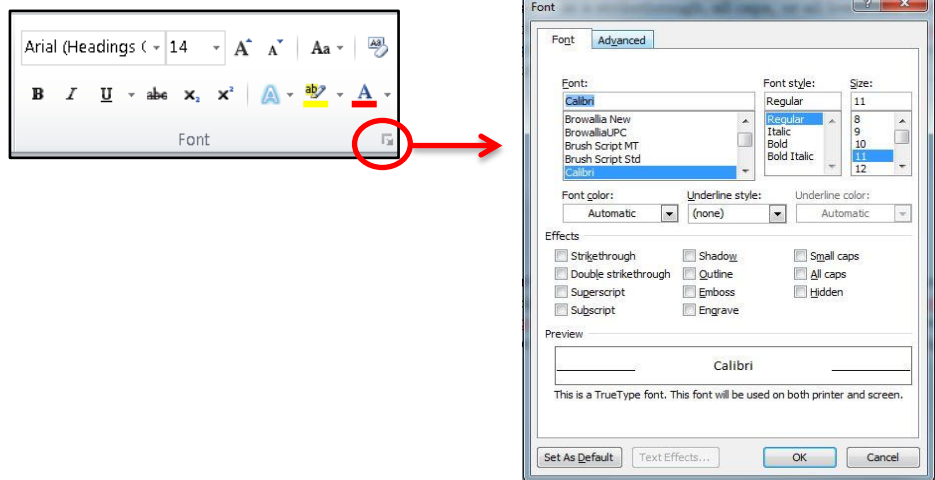 Arial (Headings ( 14 A A Aa Aa
B I U abc X₂ X² A ab A
Font
Font
?
X
Font Advanced
Font: Font style: Size:
Calibri Regular 11
Browallia New Regular 8
BrowalliaUPC Italic 9
Brush Script MT Bold 10
Brush Script Std Bold Italic 11
Calibri 12
Font color: Underline style: Underline color:
Automatic (none) Automatic
Effects
Strikethrough Shadow Small caps
Double strikethrough Outline All caps
Superscript Emboss Hidden
Subscript Engrave
Preview
Calibri
This is a TrueType font. This font will be used on both printer and screen.
Set As Default Text Effects... OK Cancel